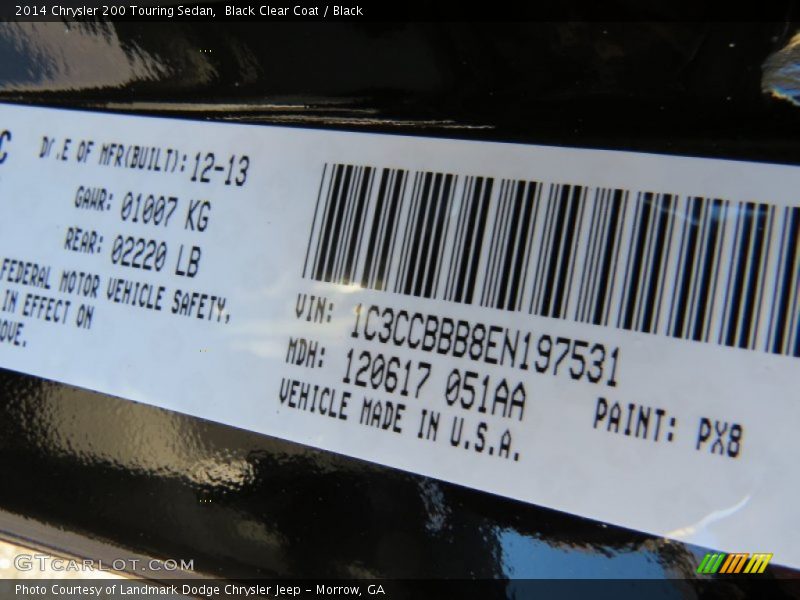 2014 Chrysler 200 Touring Sedan, Black Clear Coat / Black
C
OF MFR(BUILT): 12-13
GAWR: 01007 KG
REAR: 02220 LB
FEDERAL MOTOR VEHICLE SAFETY,
IN EFFECT ON
OVE.
VIN: 1C3CCBBB8EN197531
MDH: 120617 051AA
VEHICLE MADE IN U.S.A.
PAINT: PX8
GTCARLOT.COM
Photo Courtesy of Landmark Dodge Chrysler Jeep – Morrow, GA